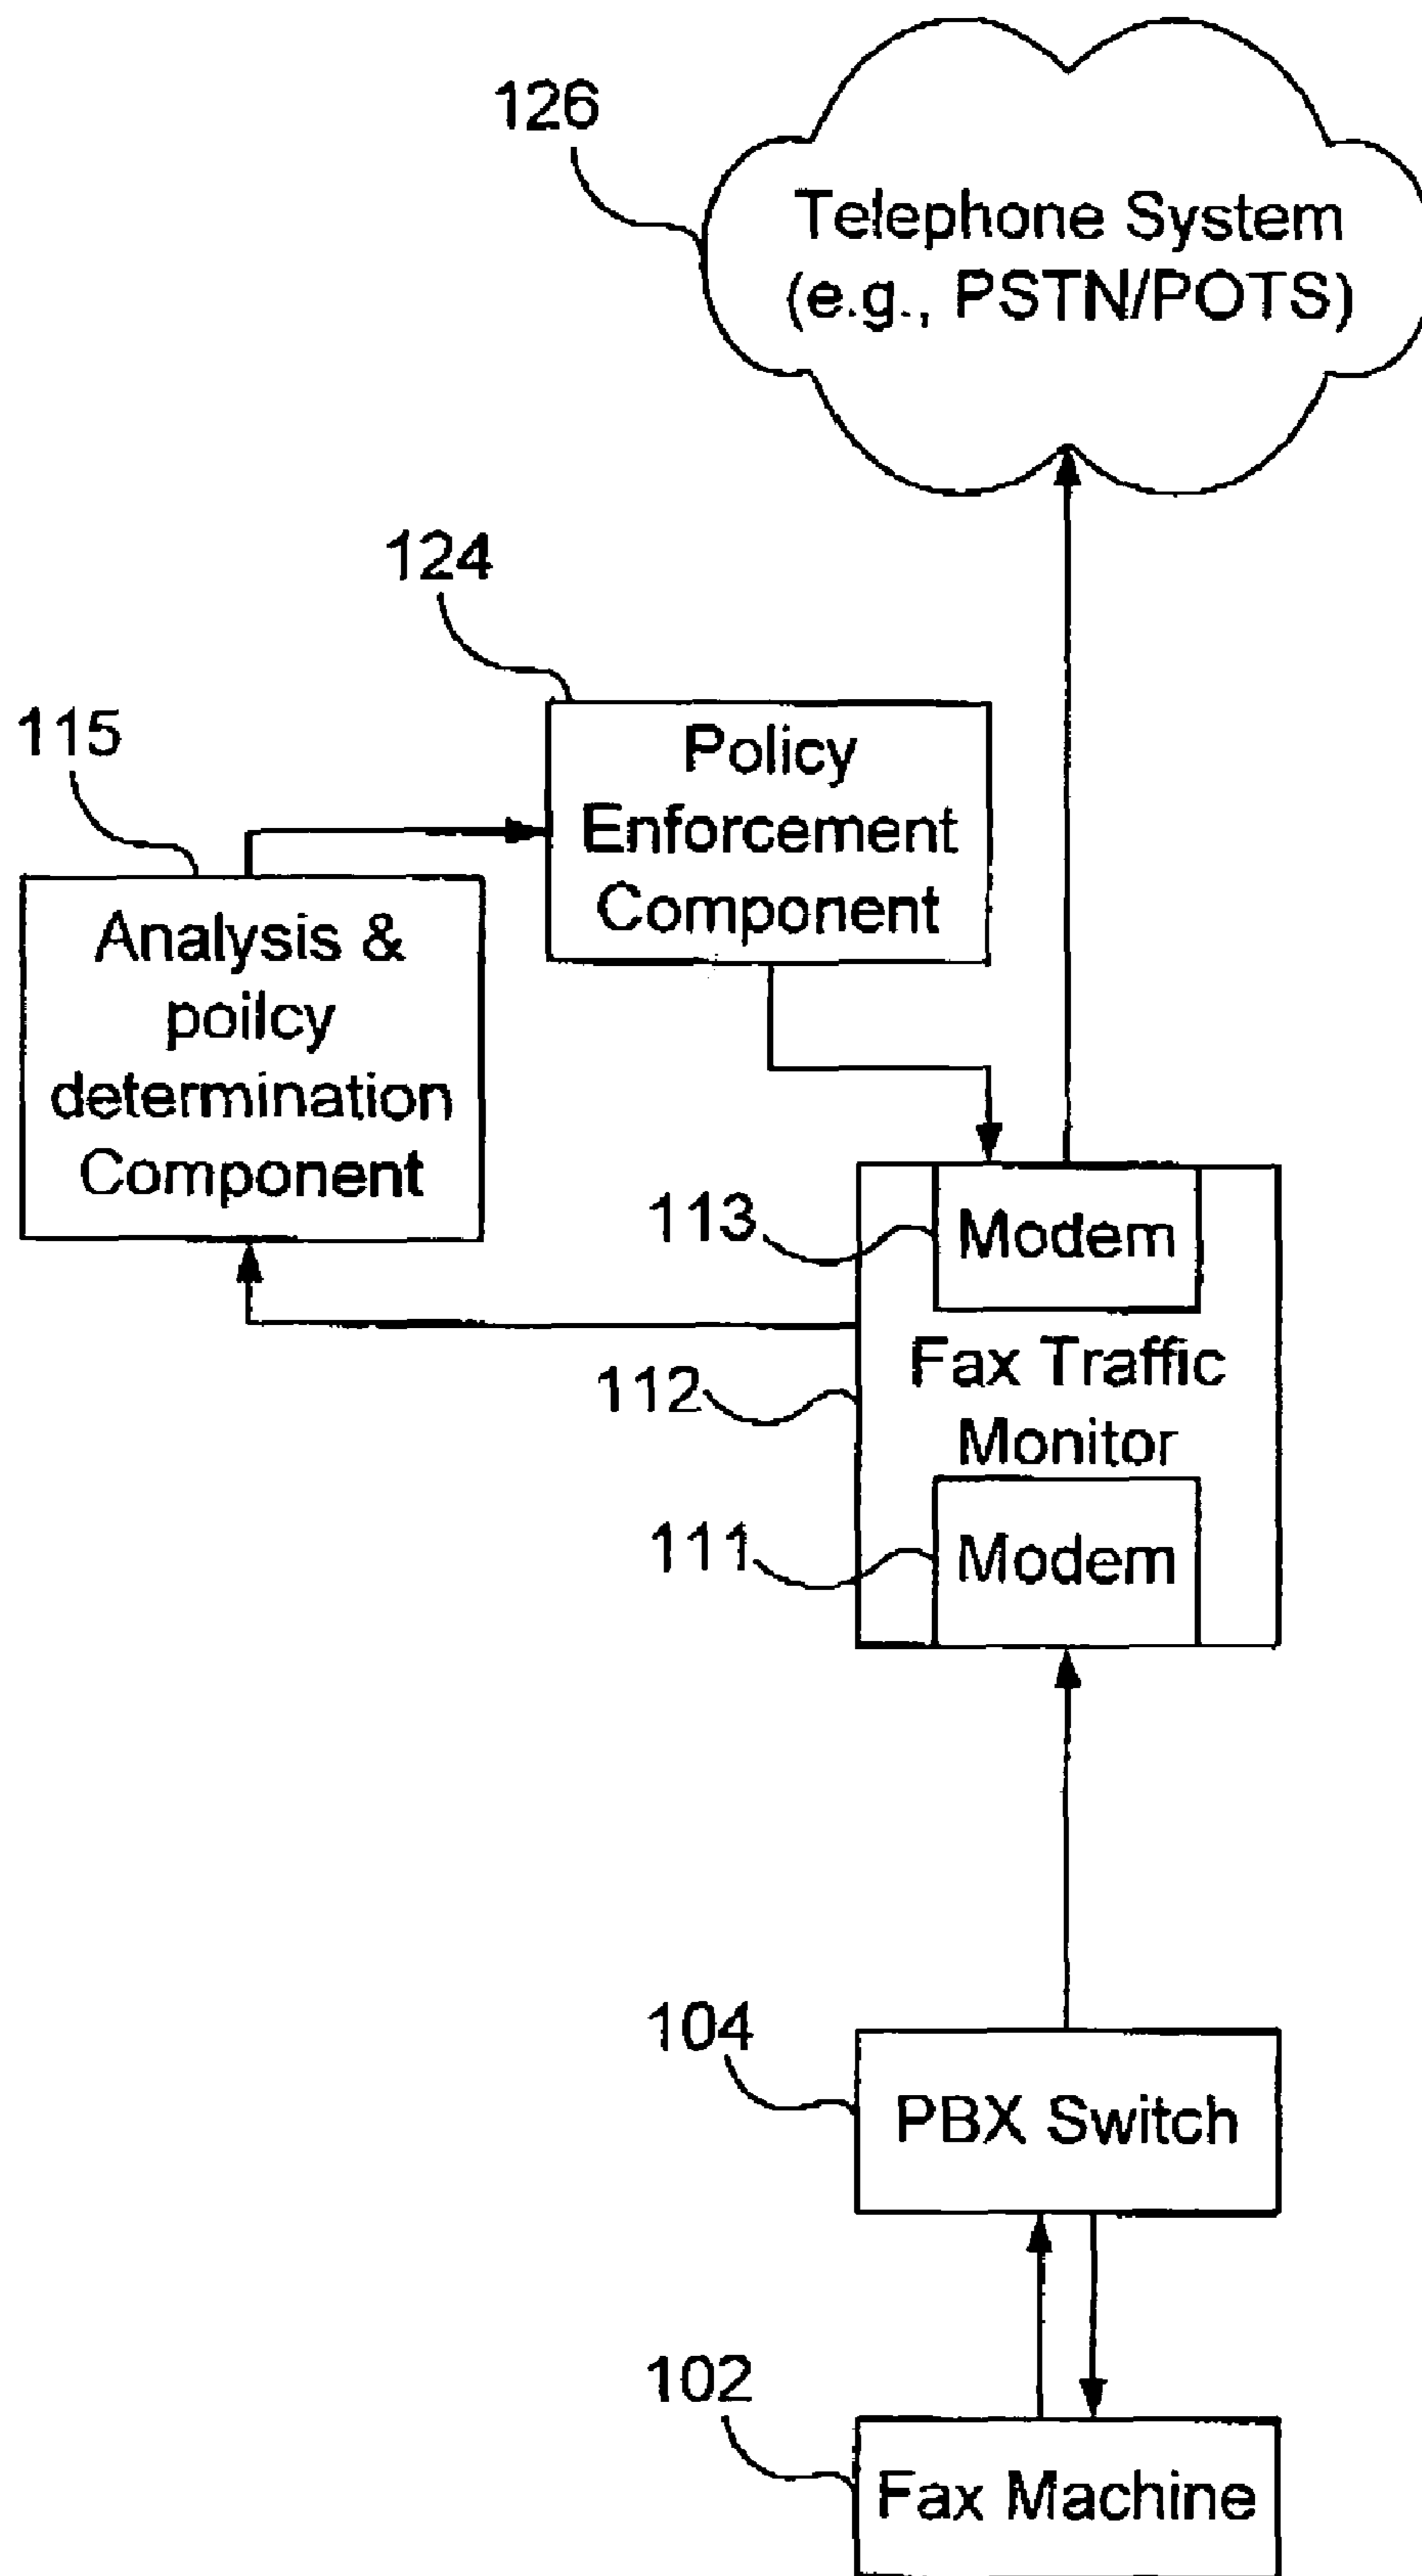 126
Telephone System
(e.g., PSTN/POTS)
124
Policy
Enforcement
Component
115
Analysis &
poilcy
determination
Component
113
Modem
112
Fax Traffic
Monitor
111
Modem
104
PBX Switch
102
Fax Machine